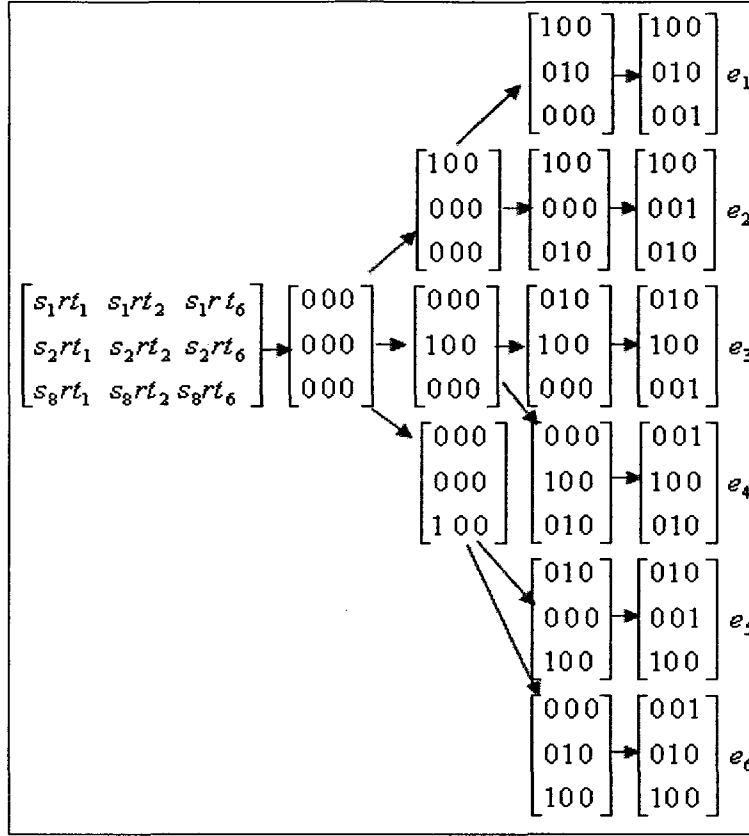 100 100
010 010 e1
000 001
100 100 100
000 000 001 e2
000 010 010
s1rt1 s1rt2 s1rt6 000 000 010 010
s2rt1 s2rt2 s2rt6 000 100 100 100 e3
s8rt1 s8rt2 s8rt6 000 000 000 001
000 000 001
000 100 100 e4
100 010 010
010 010
000 001 e5
100 100
000 001
010 010 e6
100 100